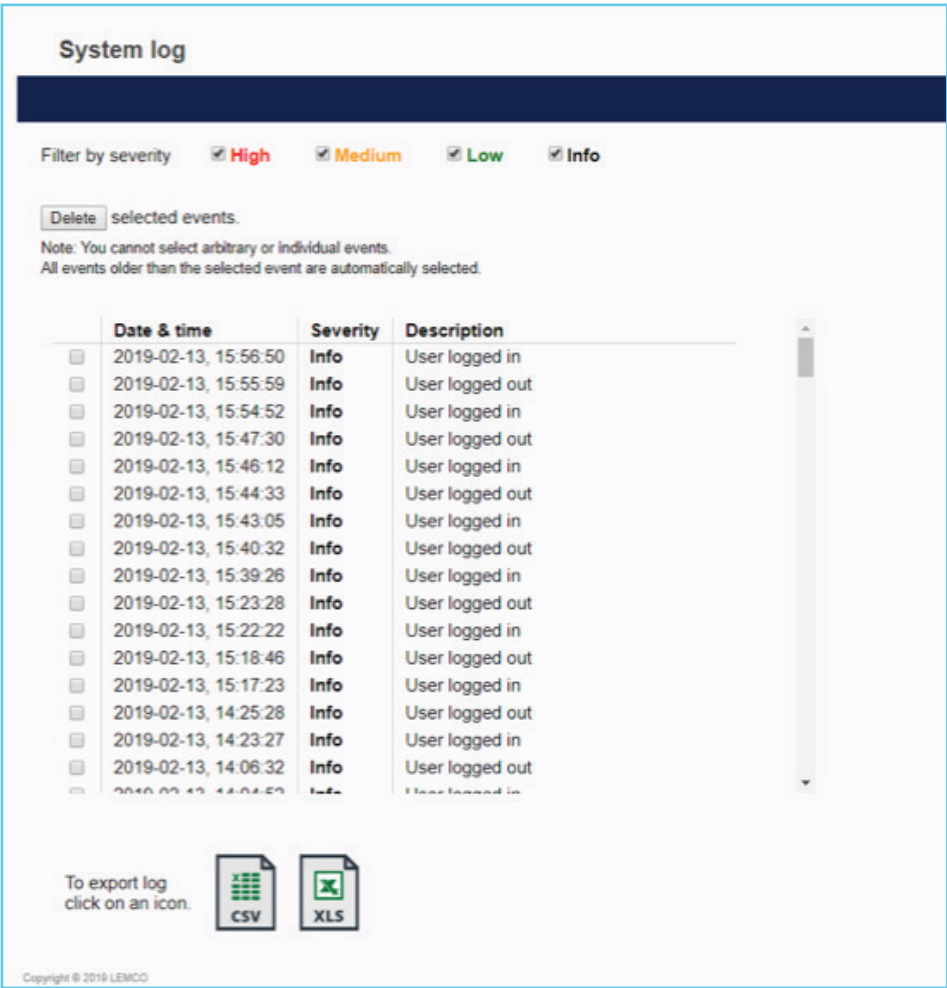 System log
Filter by severity High Medium Low Info
Delete selected events.
Note: You cannot select arbitrary or individual events.
All events older than the selected event are automatically selected.
Date & time Severity Description
2019-02-13, 15:56:50 Info User logged in
2019-02-13, 15:55:59 Info User logged out
2019-02-13, 15:54:52 Info User logged in
2019-02-13, 15:47:30 Info User logged out
2019-02-13, 15:46:12 Info User logged in
2019-02-13, 15:44:33 Info User logged out
2019-02-13, 15:43:05 Info User logged in
2019-02-13, 15:40:32 Info User logged out
2019-02-13, 15:39:26 Info User logged in
2019-02-13, 15:23:28 Info User logged out
2019-02-13, 15:22:22 Info User logged in
2019-02-13, 15:18:46 Info User logged out
2019-02-13, 15:17:23 Info User logged in
2019-02-13, 14:25:28 Info User logged out
2019-02-13, 14:23:27 Info User logged in
2019-02-13, 14:06:32 Info User logged out
To export log
click on an icon.
CSV XLS
Copyright © 2019 LEMCO